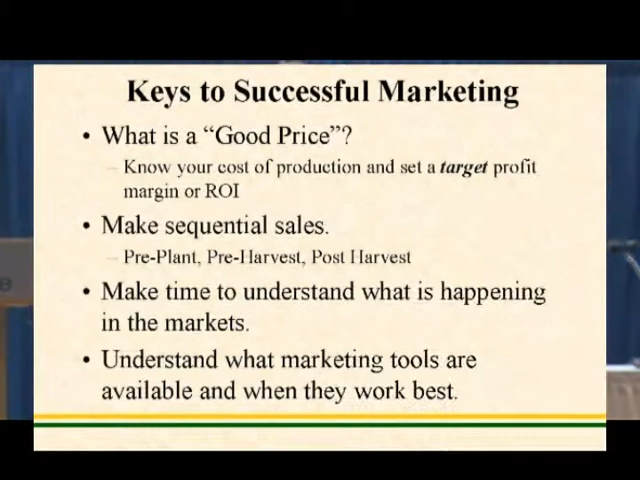 Keys to Successful Marketing
• What is a “Good Price”?
– Know your cost of production and set a target profit
margin or ROI
• Make sequential sales.
– Pre-Plant, Pre-Harvest, Post Harvest
• Make time to understand what is happening
in the markets.
• Understand what marketing tools are
available and when they work best.